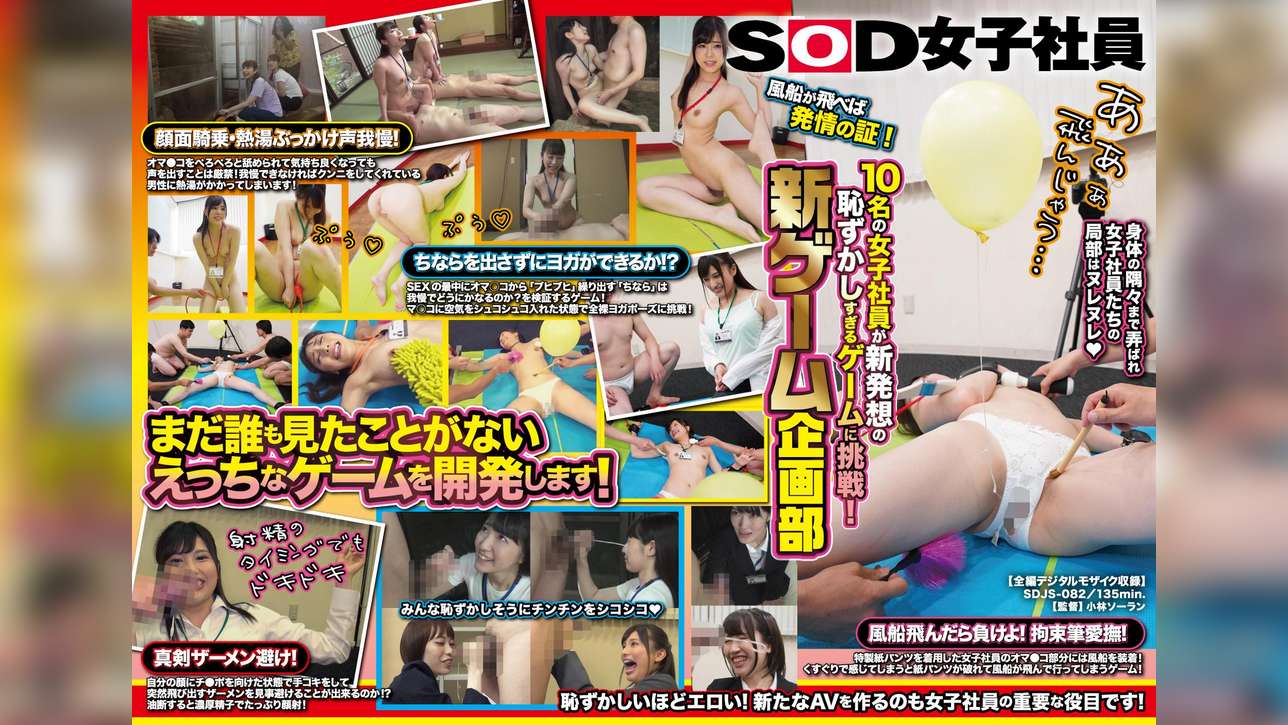 SOD女子社員
風船が飛べば
発情の証！
10名の女子社員が新発想の
恥ずかしすぎるゲームに挑戦！
新ゲーム企画部
あぁぁぁ
飛んじゃう....
身体の隅々まで弄ばれ
女子社員たちの
局部はヌレヌレ♥
顔面騎乗・熱湯ぶっかけ声我慢！
オマ●コをぺろぺろと舐められて気持ち良くなっても
声を出すことは厳禁！我慢できなければクンニをしてくれている
男性に熱湯がかかってしまいます！
ぷぅ♡
ぷぅ♡
ちならを出さずにヨガができるか!?
SEXの最中にオマ●コから「ブヒブヒ」繰り出す「ちなら」は
我慢でどうにかなるのか？を検証するゲーム！
マ●コに空気をシュコシュコ入れた状態で全裸ヨガポーズに挑戦！
まだ誰も見たことがない
えっちなゲームを開発します！
射精の
タイミングでも
ドキドキ
真剣ザーメン避け！
自分の顔にチ●ポを向けた状態で手コキをして、
突然飛び出すザーメンを見事避けることが出来るのか!?
油断すると濃厚精子でたっぷり顔射！
みんな恥ずかしそうにチンチンをシコシコ♥
【全編デジタルモザイク収録】
SDJS-082／135min.
【監督】小林ソーラン
風船飛んだら負けよ！拘束筆愛撫！
特製紙パンツを着用した女子社員のオマ●コ部分には風船を装着！
くすぐりで感じてしまうと紙パンツが破れて風船が飛んで行ってしまうゲーム！
恥ずかしいほどエロい！新たなAVを作るのも女子社員の重要な役目です！